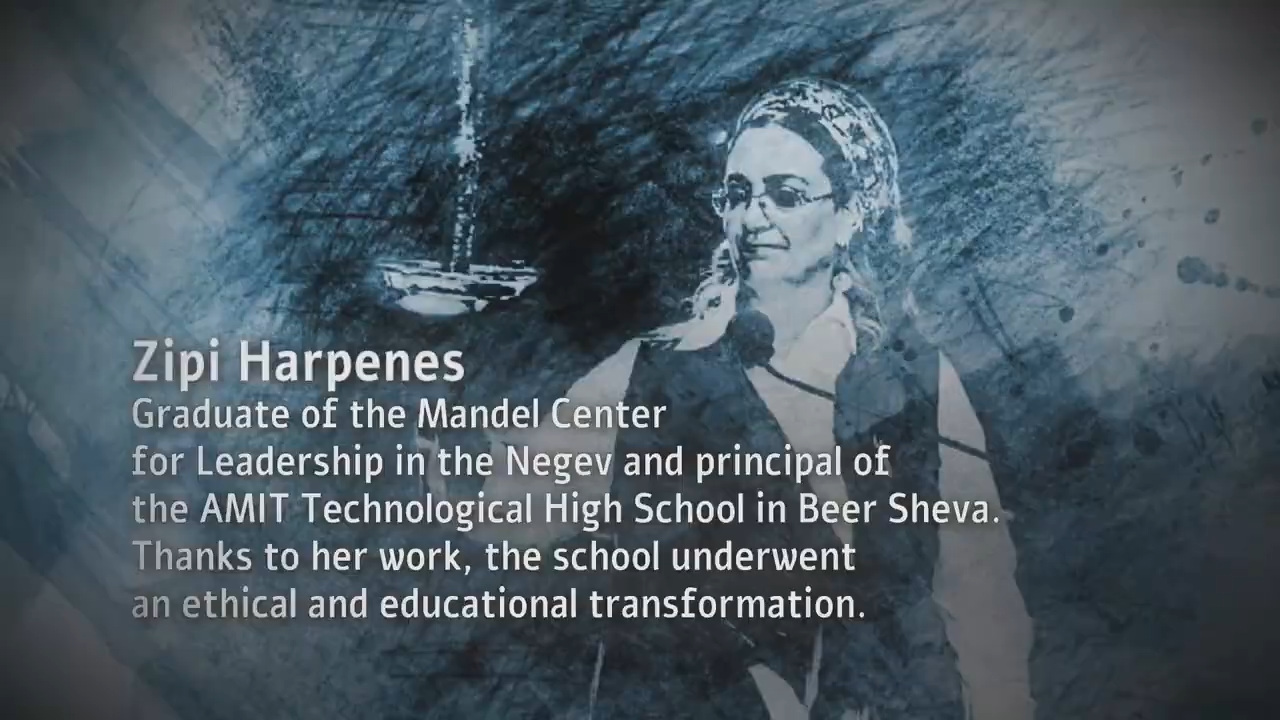 Zipi Harpenes
Graduate of the Mandel Center
for Leadership in the Negev and principal of
the AMIT Technological High School in Beer Sheva.
Thanks to her work, the school underwent
an ethical and educational transformation.